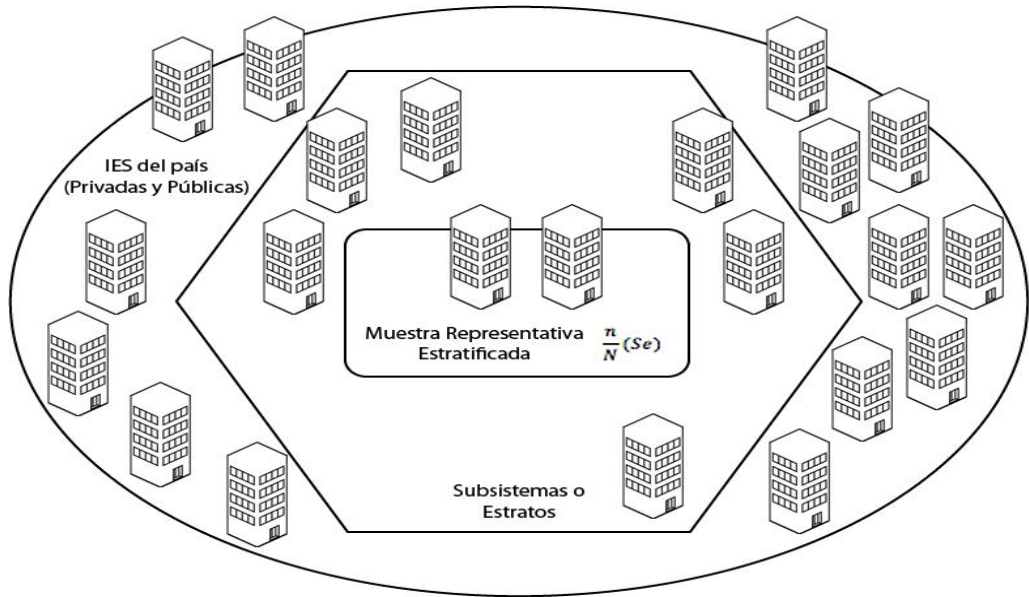 IES del país
(Privadas y Públicas)
Muestra Representativa
Estratificada
n/N (Se)
Subsistemas o
Estratos